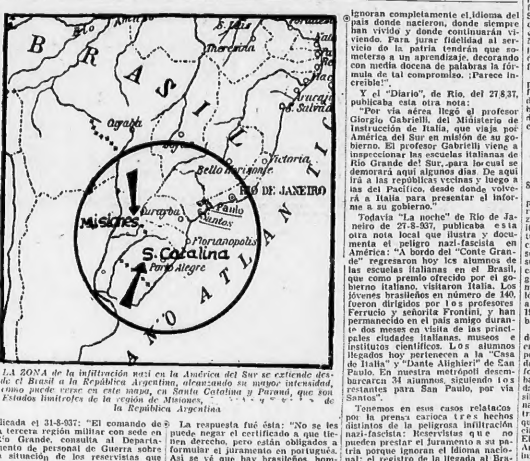 BRASIL
S. Luis
Theresina
S. Salvador
Victoria
Bello Horizonte
RIO DE JANEIRO
S. Paulo
Santos
Misiones
Florianopolis
S. Catalina
Porto Alegre
LA ZONA de la infiltración nazi en la América del Sur se extiende des-
de el Brasil a la República Argentina, alcanzando su mayor intensidad,
como puede verse en este mapa, en Santa Catalina y Paraná, que son
Estados limítrofes de la región de Misiones,
la República Argentina
licada el 31-8-937: "El comando de
a tercera región militar con sede en
Río Grande, consulta al Departa-
mento de personal de Guerra sobre
situación de los reservistas que
La respuesta fué ésta: "No se les
puede negar el certificado a que tie-
nen derecho, pero están obligados a
formular el juramento en portugués.
Así se vé que hay brasileños hom-
ignoran completamente el idioma del
país donde nacieron, donde siempre
han vivido y donde continuarán vi-
viendo. Para jurar fidelidad al ser-
vicio de la patria tendrán que so-
meterse a un aprendizaje, decorando
con media docena de palabras la fór-
mula de tal compromiso. ¡Parece in-
creíble!".
Y el "Diario", de Rio, del 27|8|37,
publicaba esta otra nota:
"Por vía aérea llegó el profesor
Giorgio Gabrielli, del Ministerio de
Instrucción de Italia, que viaja por
América del Sur en misión de su go-
bierno. El profesor Gabrielli viene a
inspeccionar las escuelas italianas de
Río Grande del Sur, para lo cual se
demorará aquí algunos días. De aquí
irá a las repúblicas vecinas y luego a
las del Pacífico, desde donde volve-
rá a Italia para presentar el infor-
me a su gobierno."
Todavía "La noche" de Rio de Ja-
neiro de 27-8-937, publicaba esta
otra nota local que ilustra y docu-
menta el peligro nazi-fascista en
América: "A bordo del "Conte Gran-
de" regresaron hoy los alumnos de
las escuelas italianas en el Brasil,
que como premio ofrecido por el go-
bierno italiano, visitaron Italia. Los
jóvenes brasileños en número de 140,
fueron dirigidos por los profesores
Ferrucio y señorita Frontini, y han
permanecido en el país amigo duran-
te dos meses en visita de las princi-
pales ciudades italianas, museos e
institutos científicos. Los alumnos
llegados hoy pertenecen a la "Casa
de Italia" y "Dante Alighieri" de San
Paulo. En nuestra metrópoli desem-
barcaron 34 alumnos, siguiendo los
restantes para San Paulo, por vía
Santos".
Tenemos en esos casos relatados
por la prensa carioca tres hechos
distintos de la peligrosa infiltración
nazi-fascista: Reservistas que no
pueden prestar el juramento a su pa-
tria porque ignoran el idioma nacio-
nal; el registro de la llegada al Bra-